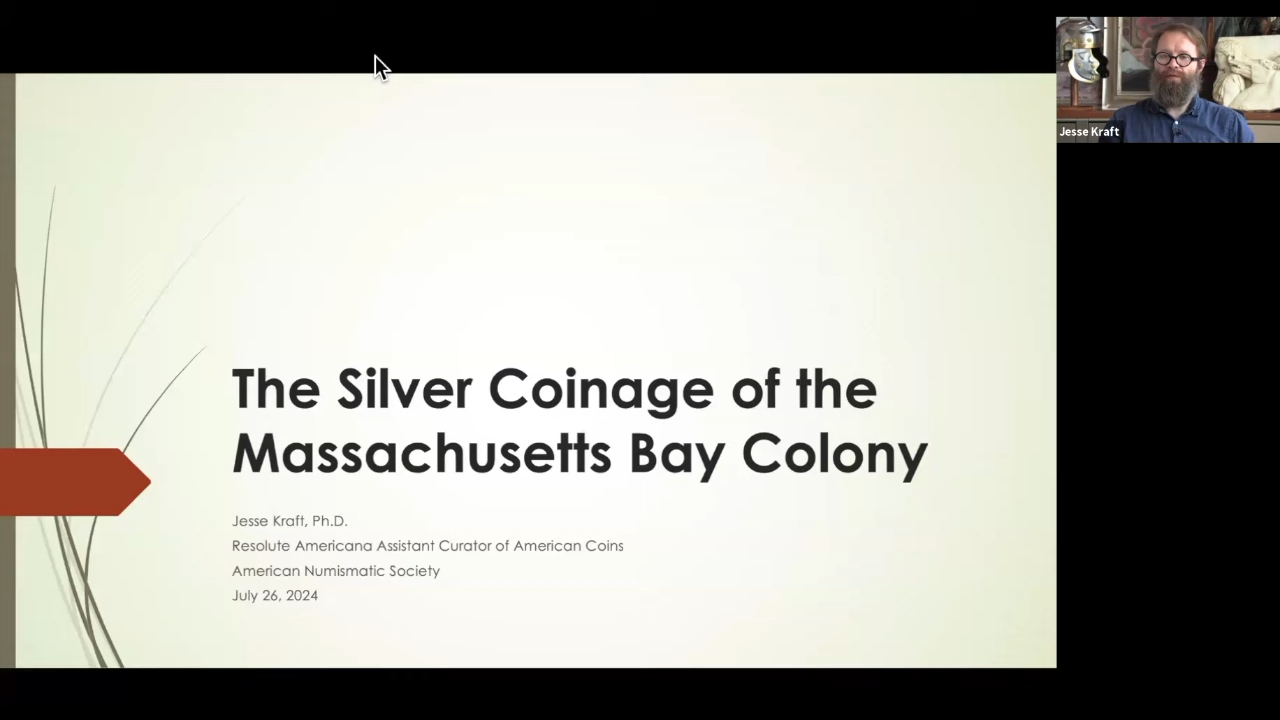 Jesse Kraft
The Silver Coinage of the
Massachusetts Bay Colony
Jesse Kraft, Ph.D.
Resolute Americana Assistant Curator of American Coins
American Numismatic Society
July 26, 2024